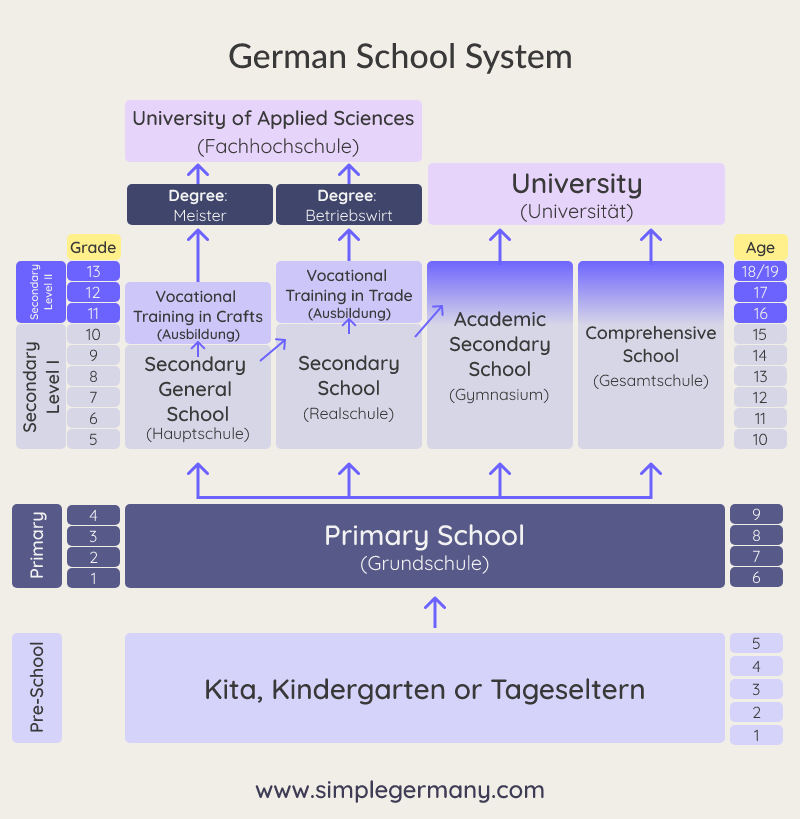 German School System
University of Applied Sciences
(Fachhochschule)
Degree:
Meister
Degree:
Betriebswirt
University
(Universität)
Grade
Age
Secondary
Level II
13
12
11
Vocational
Training in Crafts
(Ausbildung)
Vocational
Training in Trade
(Ausbildung)
18/19
17
16
Secondary
Level I
10
9
8
7
6
5
Secondary
General
School
(Hauptschule)
Secondary
School
(Realschule)
Academic
Secondary
School
(Gymnasium)
Comprehensive
School
(Gesamtschule)
15
14
13
12
11
10
Primary
4
3
2
1
Primary School
(Grundschule)
9
8
7
6
Pre-School
Kita, Kindergarten or Tageseltern
5
4
3
2
1
www.simplegermany.com